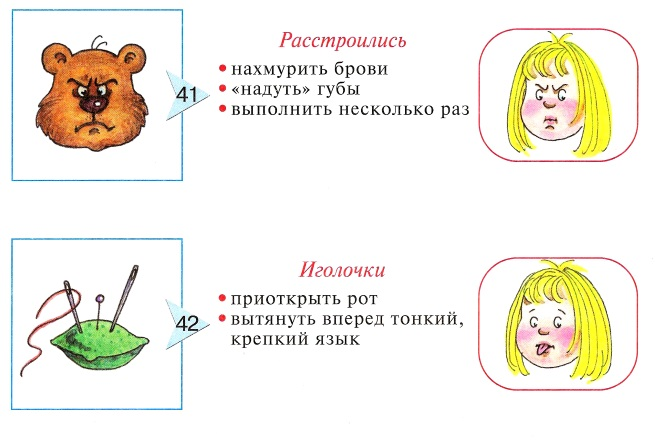 Расстроились
41
• нахмурить брови
• «надуть» губы
• выполнить несколько раз
Иголочки
42
• приоткрыть рот
• вытянуть вперед тонкий,
крепкий язык